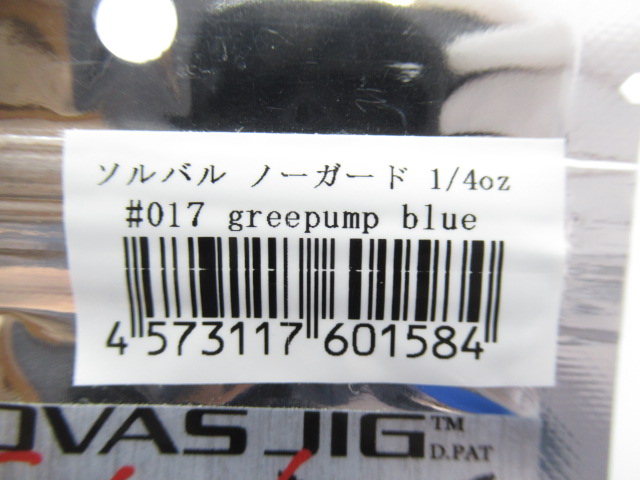 ソルバル ノーガード 1/4oz
#017 greepump blue
4 573117 601584
OVAS JIG™
D.PAT